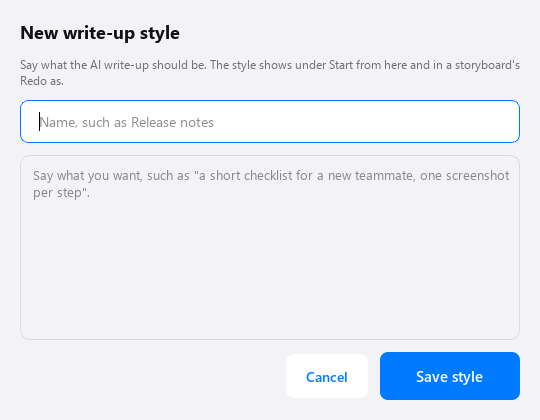 New write-up style
Say what the AI write-up should be. The style shows under Start from here and in a storyboard's
Redo as.
Name, such as Release notes
Say what you want, such as "a short checklist for a new teammate, one screenshot
per step".
Cancel
Save style